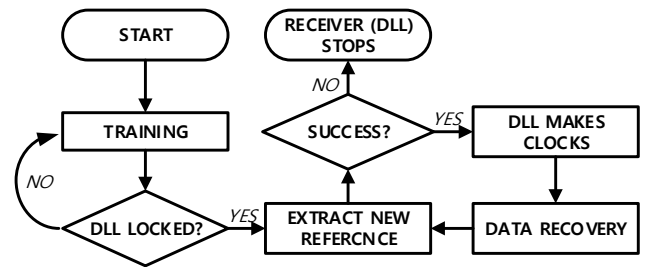 START
TRAINING
NO
DLL LOCKED?
YES
EXTRACT NEW
REFERCNCE
SUCCESS?
NO
RECEIVER (DLL)
STOPS
YES
DLL MAKES
CLOCKS
DATA RECOVERY